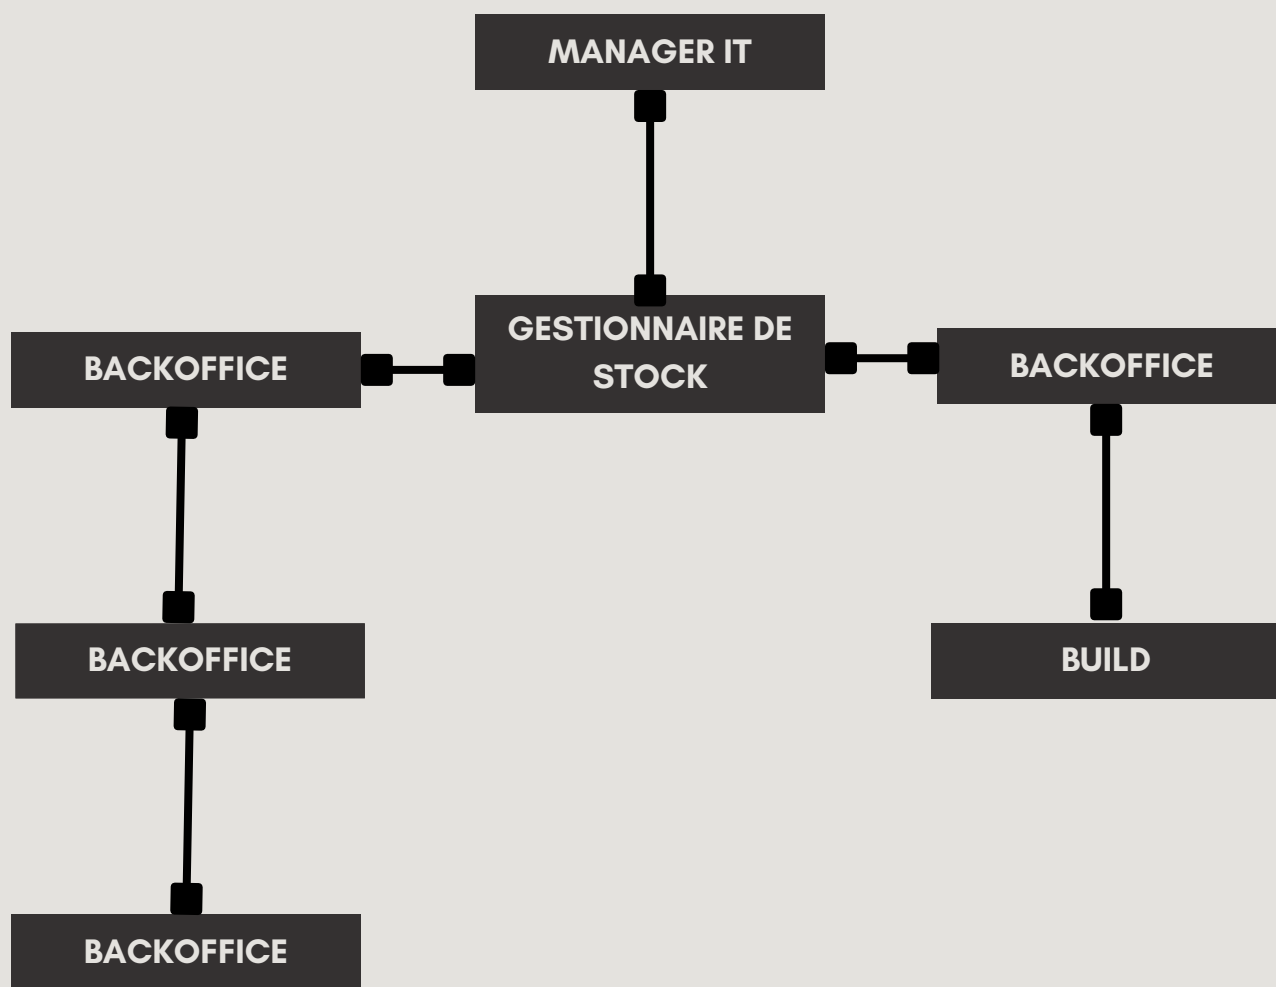 MANAGER IT
GESTIONNAIRE DE
STOCK
BACKOFFICE
BACKOFFICE
BACKOFFICE
BUILD
BACKOFFICE